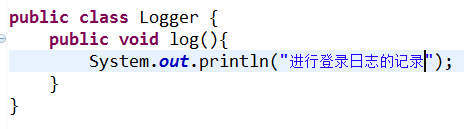 public class Logger {
    public void log(){
        System.out.println("进行登录日志的记录");
    }
}